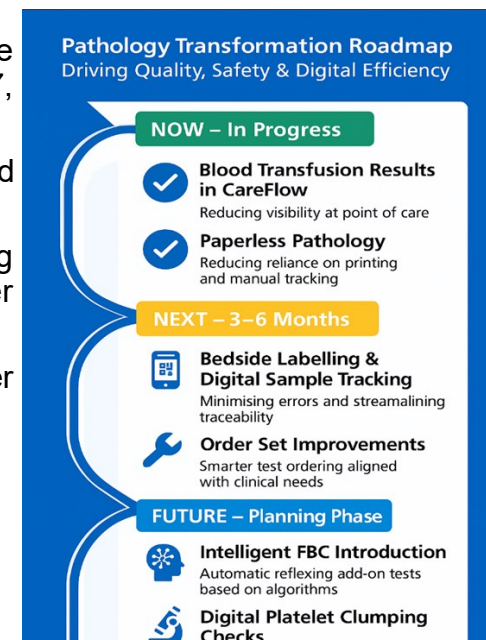 e
,
d
g
er
er
Pathology Transformation Roadmap
Driving Quality, Safety & Digital Efficiency
NOW – In Progress
Blood Transfusion Results
in CareFlow
Reducing visibility at point of care
Paperless Pathology
Reducing reliance on printing
and manual tracking
NEXT – 3–6 Months
Bedside Labelling &
Digital Sample Tracking
Minimising errors and streamalining
traceability
Order Set Improvements
Smarter test ordering aligned
with clinical needs
FUTURE – Planning Phase
Intelligent FBC Introduction
Automatic reflexing add-on tests
based on algorithms
Digital Platelet Clumping
Checks